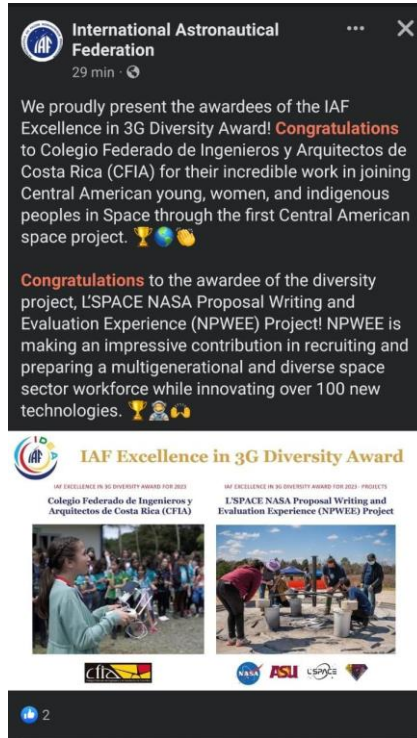 International Astronautical
Federation
29 min
We proudly present the awardees of the IAF
Excellence in 3G Diversity Award! Congratulations
to Colegio Federado de Ingenieros y Arquitectos de
Costa Rica (CFIA) for their incredible work in joining
Central American young, women, and indigenous
peoples in Space through the first Central American
space project. 🏆🌎👏
Congratulations to the awardee of the diversity
project, L'SPACE NASA Proposal Writing and
Evaluation Experience (NPWEE) Project! NPWEE is
making an impressive contribution in recruiting and
preparing a multigenerational and diverse space
sector workforce while innovating over 100 new
technologies. 🏆👩‍🚀🙌
IDEA
IAF
IAF Excellence in 3G Diversity Award
IAF EXCELLENCE IN 3G DIVERSITY AWARD FOR 2023
Colegio Federado de Ingenieros y
Arquitectos de Costa Rica (CFIA)
IAF EXCELLENCE IN 3G DIVERSITY AWARD FOR 2023 - PROJECTS
L'SPACE NASA Proposal Writing and
Evaluation Experience (NPWEE) Project
cfia
NASA
ASU
L'SPACE
2